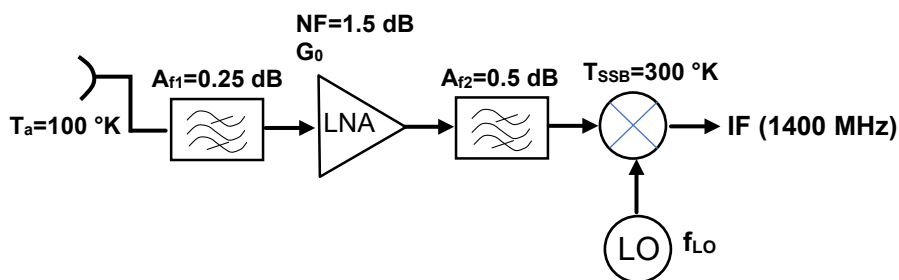 NF=1.5 dB
G₀
A_f1=0.25 dB
A_f2=0.5 dB
T_SSB=300 °K
T_a=100 °K
LNA
IF (1400 MHz)
LO
f_LO